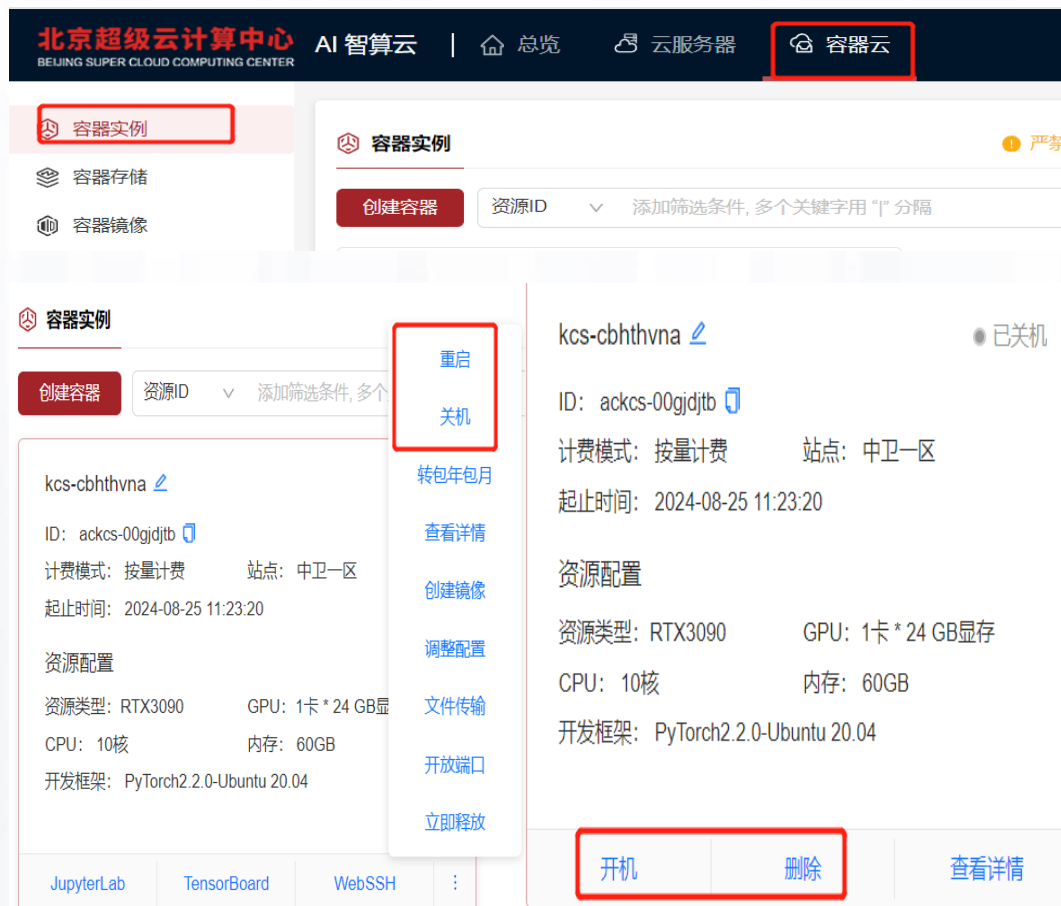 北京超级云计算中心
BEIJING SUPER CLOUD COMPUTING CENTER
AI 智算云 | 总览 云服务器 容器云
容器实例
容器存储
容器镜像
容器实例
严禁
创建容器 资源ID 添加筛选条件, 多个关键字用 "|" 分隔
容器实例
创建容器 资源ID 添加筛选条件, 多个
kcs-cbhthvna
ID: ackcs-00gjdjtb
计费模式: 按量计费 站点: 中卫一区
起止时间: 2024-08-25 11:23:20
资源配置
资源类型: RTX3090 GPU: 1卡 * 24 GB显
CPU: 10核 内存: 60GB
开发框架: PyTorch2.2.0-Ubuntu 20.04
JupyterLab TensorBoard WebSSH
重启
关机
转包年包月
查看详情
创建镜像
调整配置
文件传输
开放端口
立即释放
kcs-cbhthvna 已关机
ID: ackcs-00gjdjtb
计费模式: 按量计费 站点: 中卫一区
起止时间: 2024-08-25 11:23:20
资源配置
资源类型: RTX3090 GPU: 1卡 * 24 GB显存
CPU: 10核 内存: 60GB
开发框架: PyTorch2.2.0-Ubuntu 20.04
开机 删除 查看详情